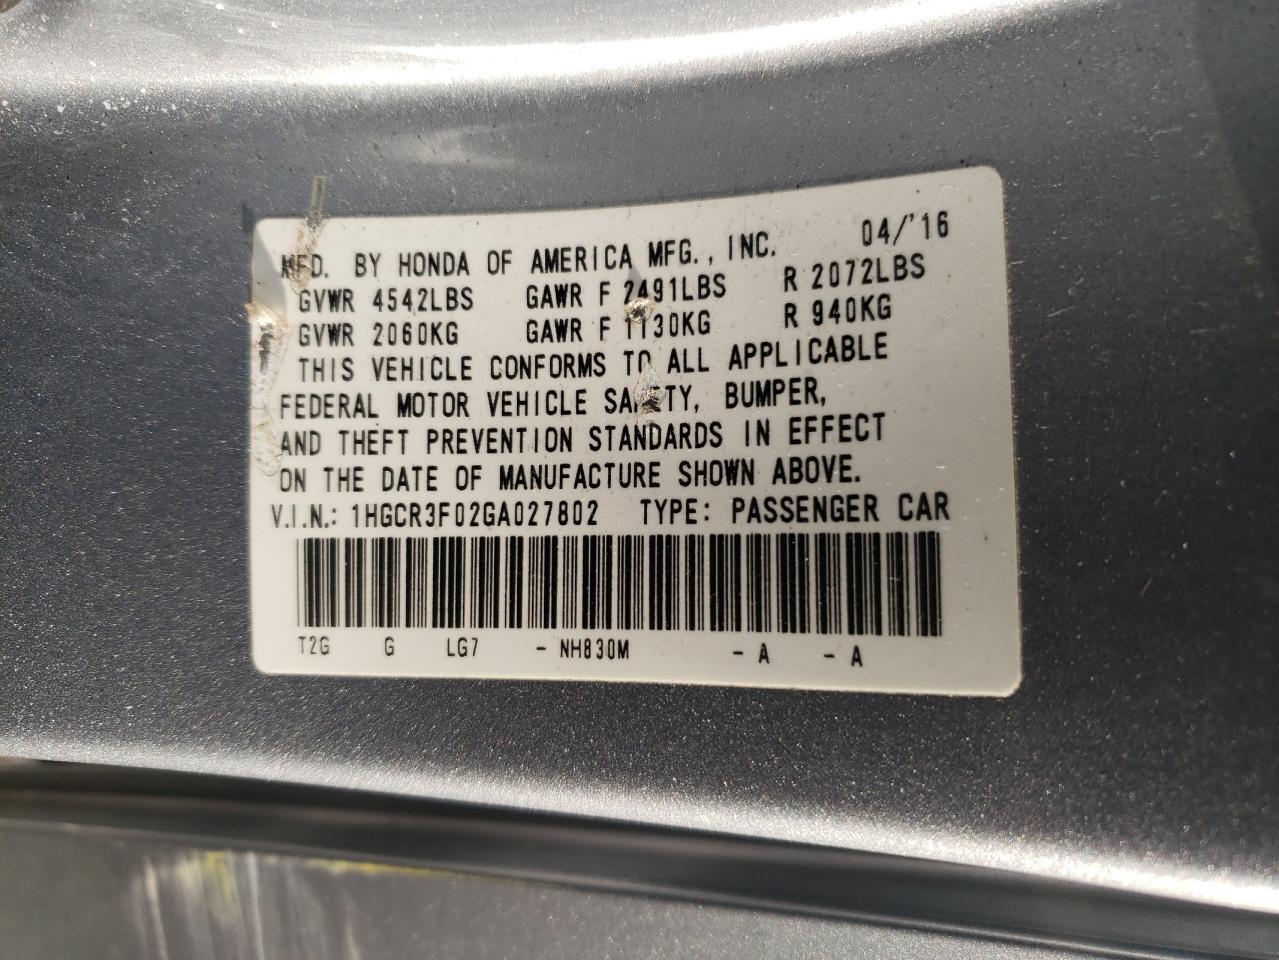 MFD. BY HONDA OF AMERICA MFG., INC. 04/'16
GVWR 4542LBS GAWR F 2491LBS R 2072LBS
GVWR 2060KG GAWR F 1130KG R 940KG
THIS VEHICLE CONFORMS TO ALL APPLICABLE
FEDERAL MOTOR VEHICLE SAFETY, BUMPER,
AND THEFT PREVENTION STANDARDS IN EFFECT
ON THE DATE OF MANUFACTURE SHOWN ABOVE.
V.I.N.: 1HGCR3F02GA027802 TYPE: PASSENGER CAR
T2G G LG7 - NH830M - A - A